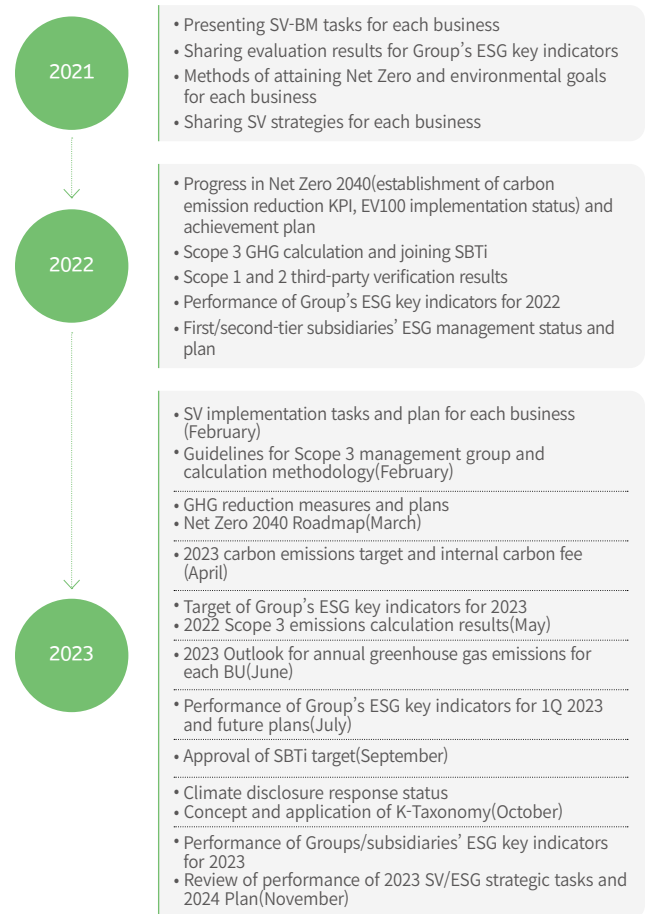 2021
• Presenting SV-BM tasks for each business
• Sharing evaluation results for Group's ESG key indicators
• Methods of attaining Net Zero and environmental goals
for each business
• Sharing SV strategies for each business
2022
• Progress in Net Zero 2040(establishment of carbon
emission reduction KPI, EV100 implementation status) and
achievement plan
• Scope 3 GHG calculation and joining SBTi
• Scope 1 and 2 third-party verification results
• Performance of Group's ESG key indicators for 2022
• First/second-tier subsidiaries' ESG management status and
plan
2023
• SV implementation tasks and plan for each business
(February)
• Guidelines for Scope 3 management group and
calculation methodology(February)
• GHG reduction measures and plans
• Net Zero 2040 Roadmap(March)
• 2023 carbon emissions target and internal carbon fee
(April)
• Target of Group's ESG key indicators for 2023
• 2022 Scope 3 emissions calculation results(May)
• 2023 Outlook for annual greenhouse gas emissions for
each BU(June)
• Performance of Group's ESG key indicators for 1Q 2023
and future plans(July)
• Approval of SBTi target(September)
• Climate disclosure response status
• Concept and application of K-Taxonomy(October)
• Performance of Groups/subsidiaries' ESG key indicators
for 2023
• Review of performance of 2023 SV/ESG strategic tasks and
2024 Plan(November)